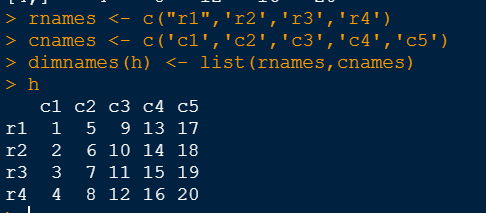 > rnames <- c("r1",'r2','r3','r4')
> cnames <- c('c1','c2','c3','c4','c5')
> dimnames(h) <- list(rnames,cnames)
> h
   c1 c2 c3 c4 c5
r1  1  5  9 13 17
r2  2  6 10 14 18
r3  3  7 11 15 19
r4  4  8 12 16 20